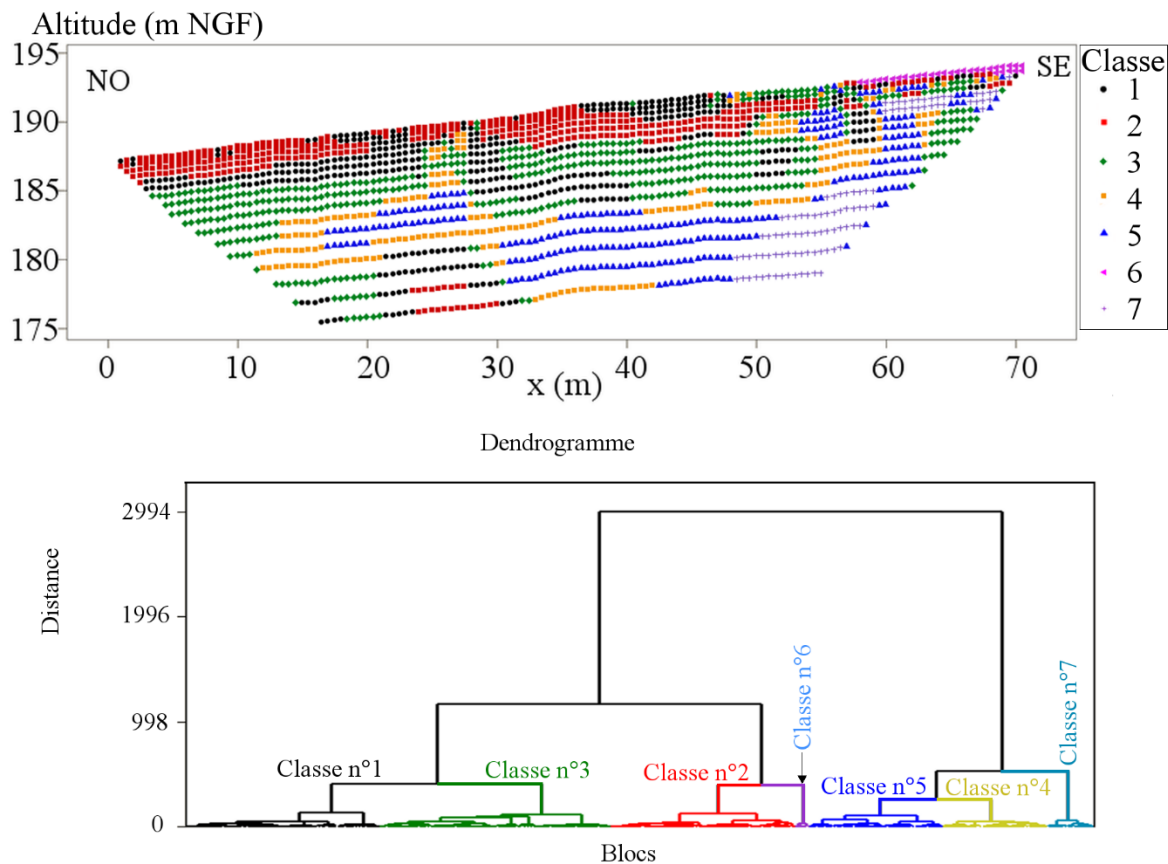 Altitude (m NGF)
195
190
185
180
175
NO
SE
Classe
1
2
3
4
5
6
7
0
10
20
30
40
50
60
70
x (m)
Dendrogramme
Distance
2994
1996
998
0
Classe n°1
Classe n°3
Classe n°2
Classe n°6
Classe n°5
Classe n°4
Classe n°7
Blocs